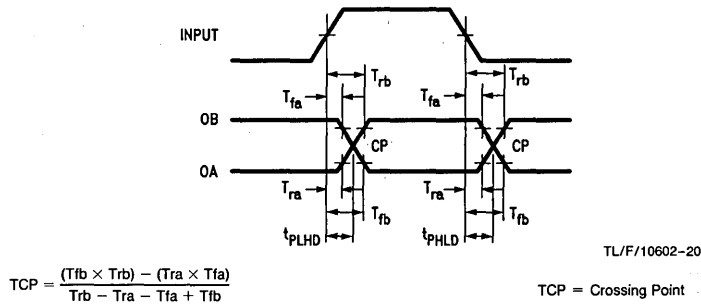 INPUT
Trb
Trb
Tfa
Tfa
OB
CP
CP
OA
Tra
Tra
Tfb
Tfb
tPLHD
tPHLD
TL/F/10602-20
TCP = (Tfb × Trb) − (Tra × Tfa) / Trb − Tra − Tfa + Tfb
TCP = Crossing Point